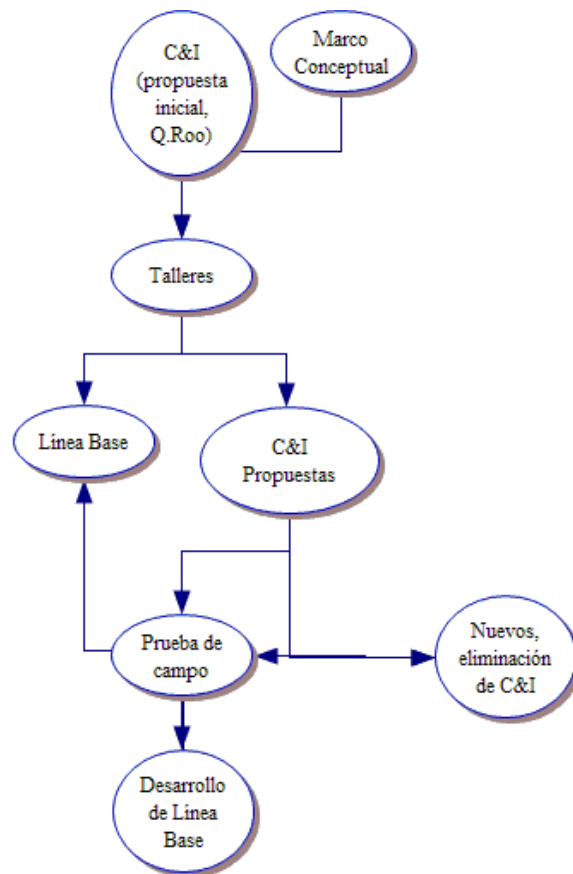 C&I
(propuesta
inicial,
Q.Roo)
Marco
Conceptual
Talleres
Línea Base
C&I
Propuestas
Prueba de
campo
Nuevos,
eliminación
de C&I
Desarrollo
de Línea
Base